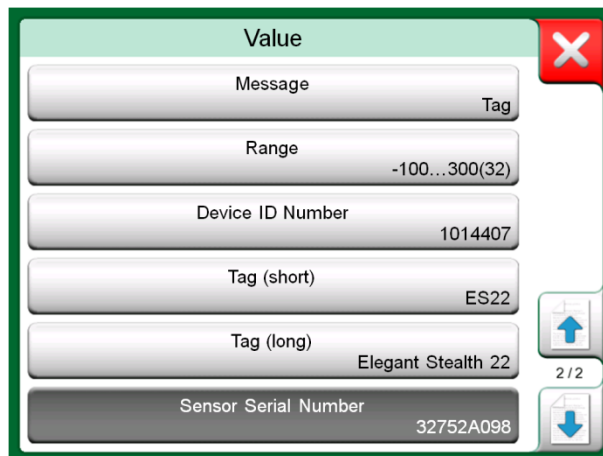 Value
Message
Tag
Range
-100...300(32)
Device ID Number
1014407
Tag (short)
ES22
Tag (long)
Elegant Stealth 22
2/2
Sensor Serial Number
32752A098